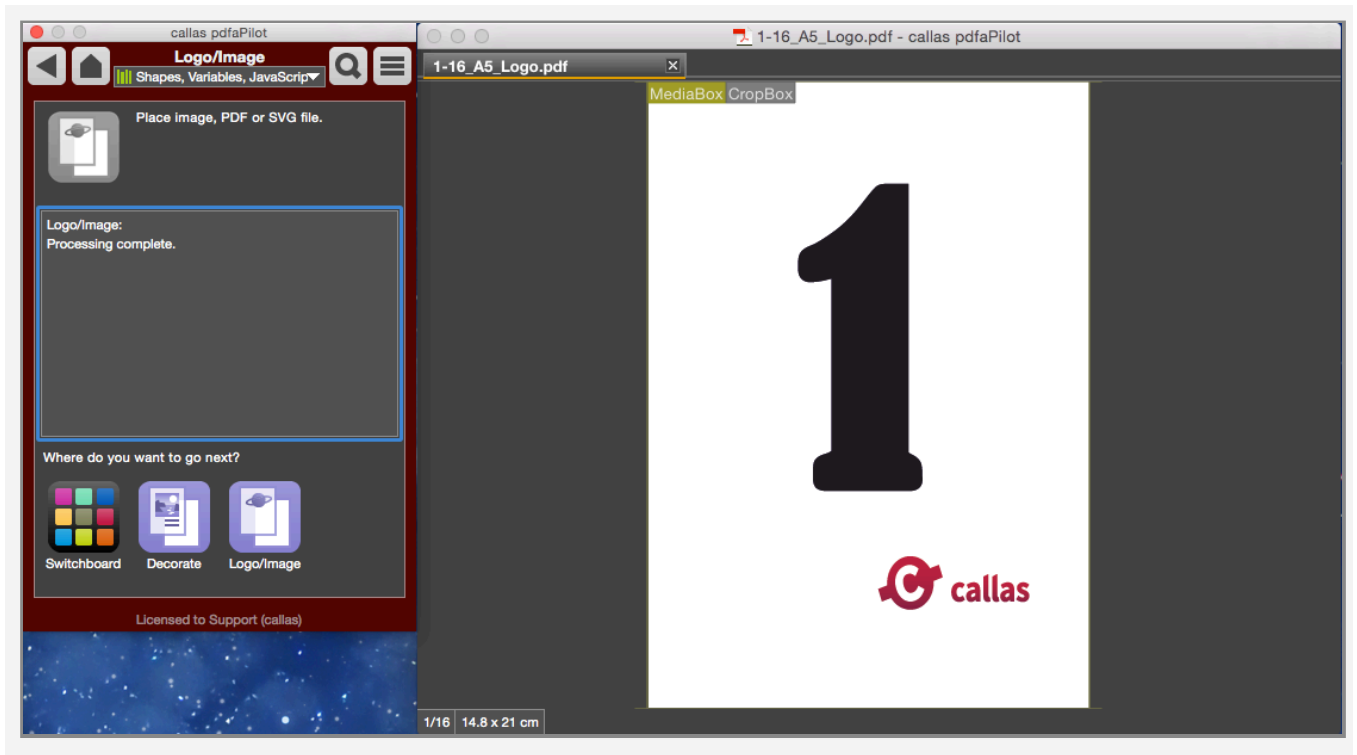 callas pdfaPilot
Logo/Image
Shapes, Variables, JavaScrip
Place image, PDF or SVG file.
Logo/Image:
Processing complete.
Where do you want to go next?
Switchboard
Decorate
Logo/Image
Licensed to Support (callas)
1-16_A5_Logo.pdf - callas pdfaPilot
1-16_A5_Logo.pdf
MediaBox CropBox
1
callas
1/16 14.8 x 21 cm